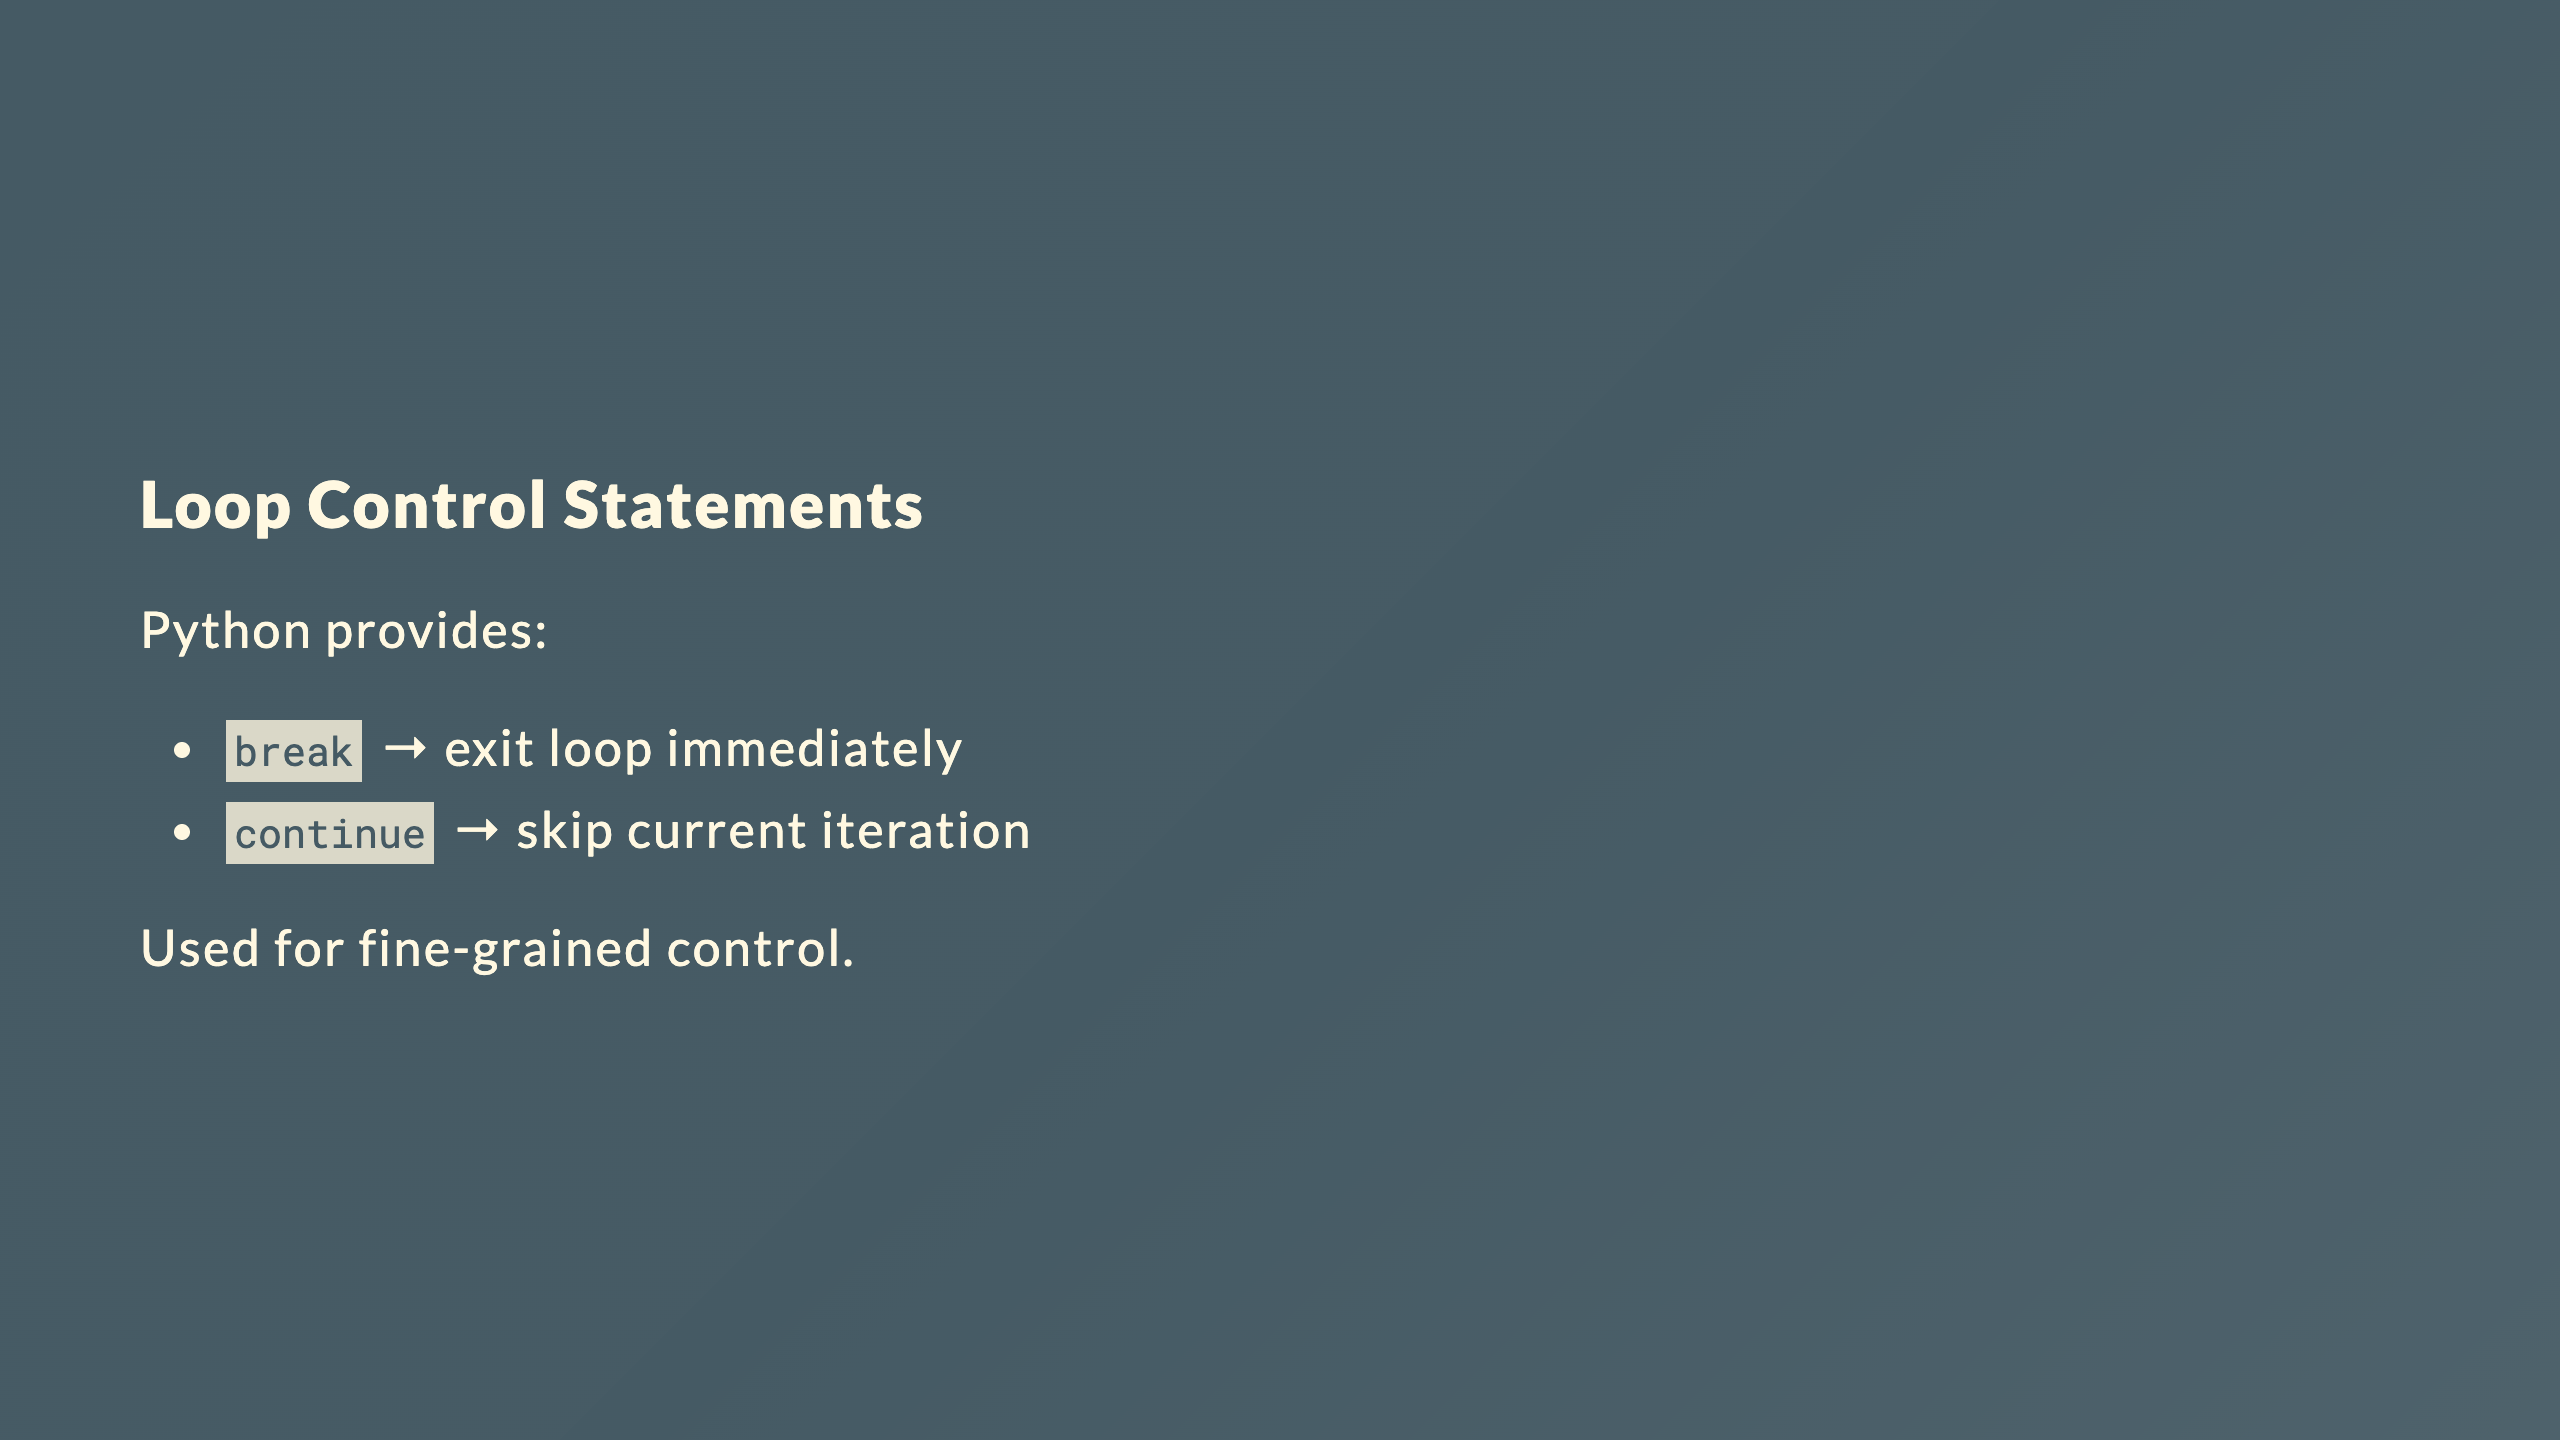 Loop Control Statements
Python provides:
• break → exit loop immediately
• continue → skip current iteration
Used for fine-grained control.